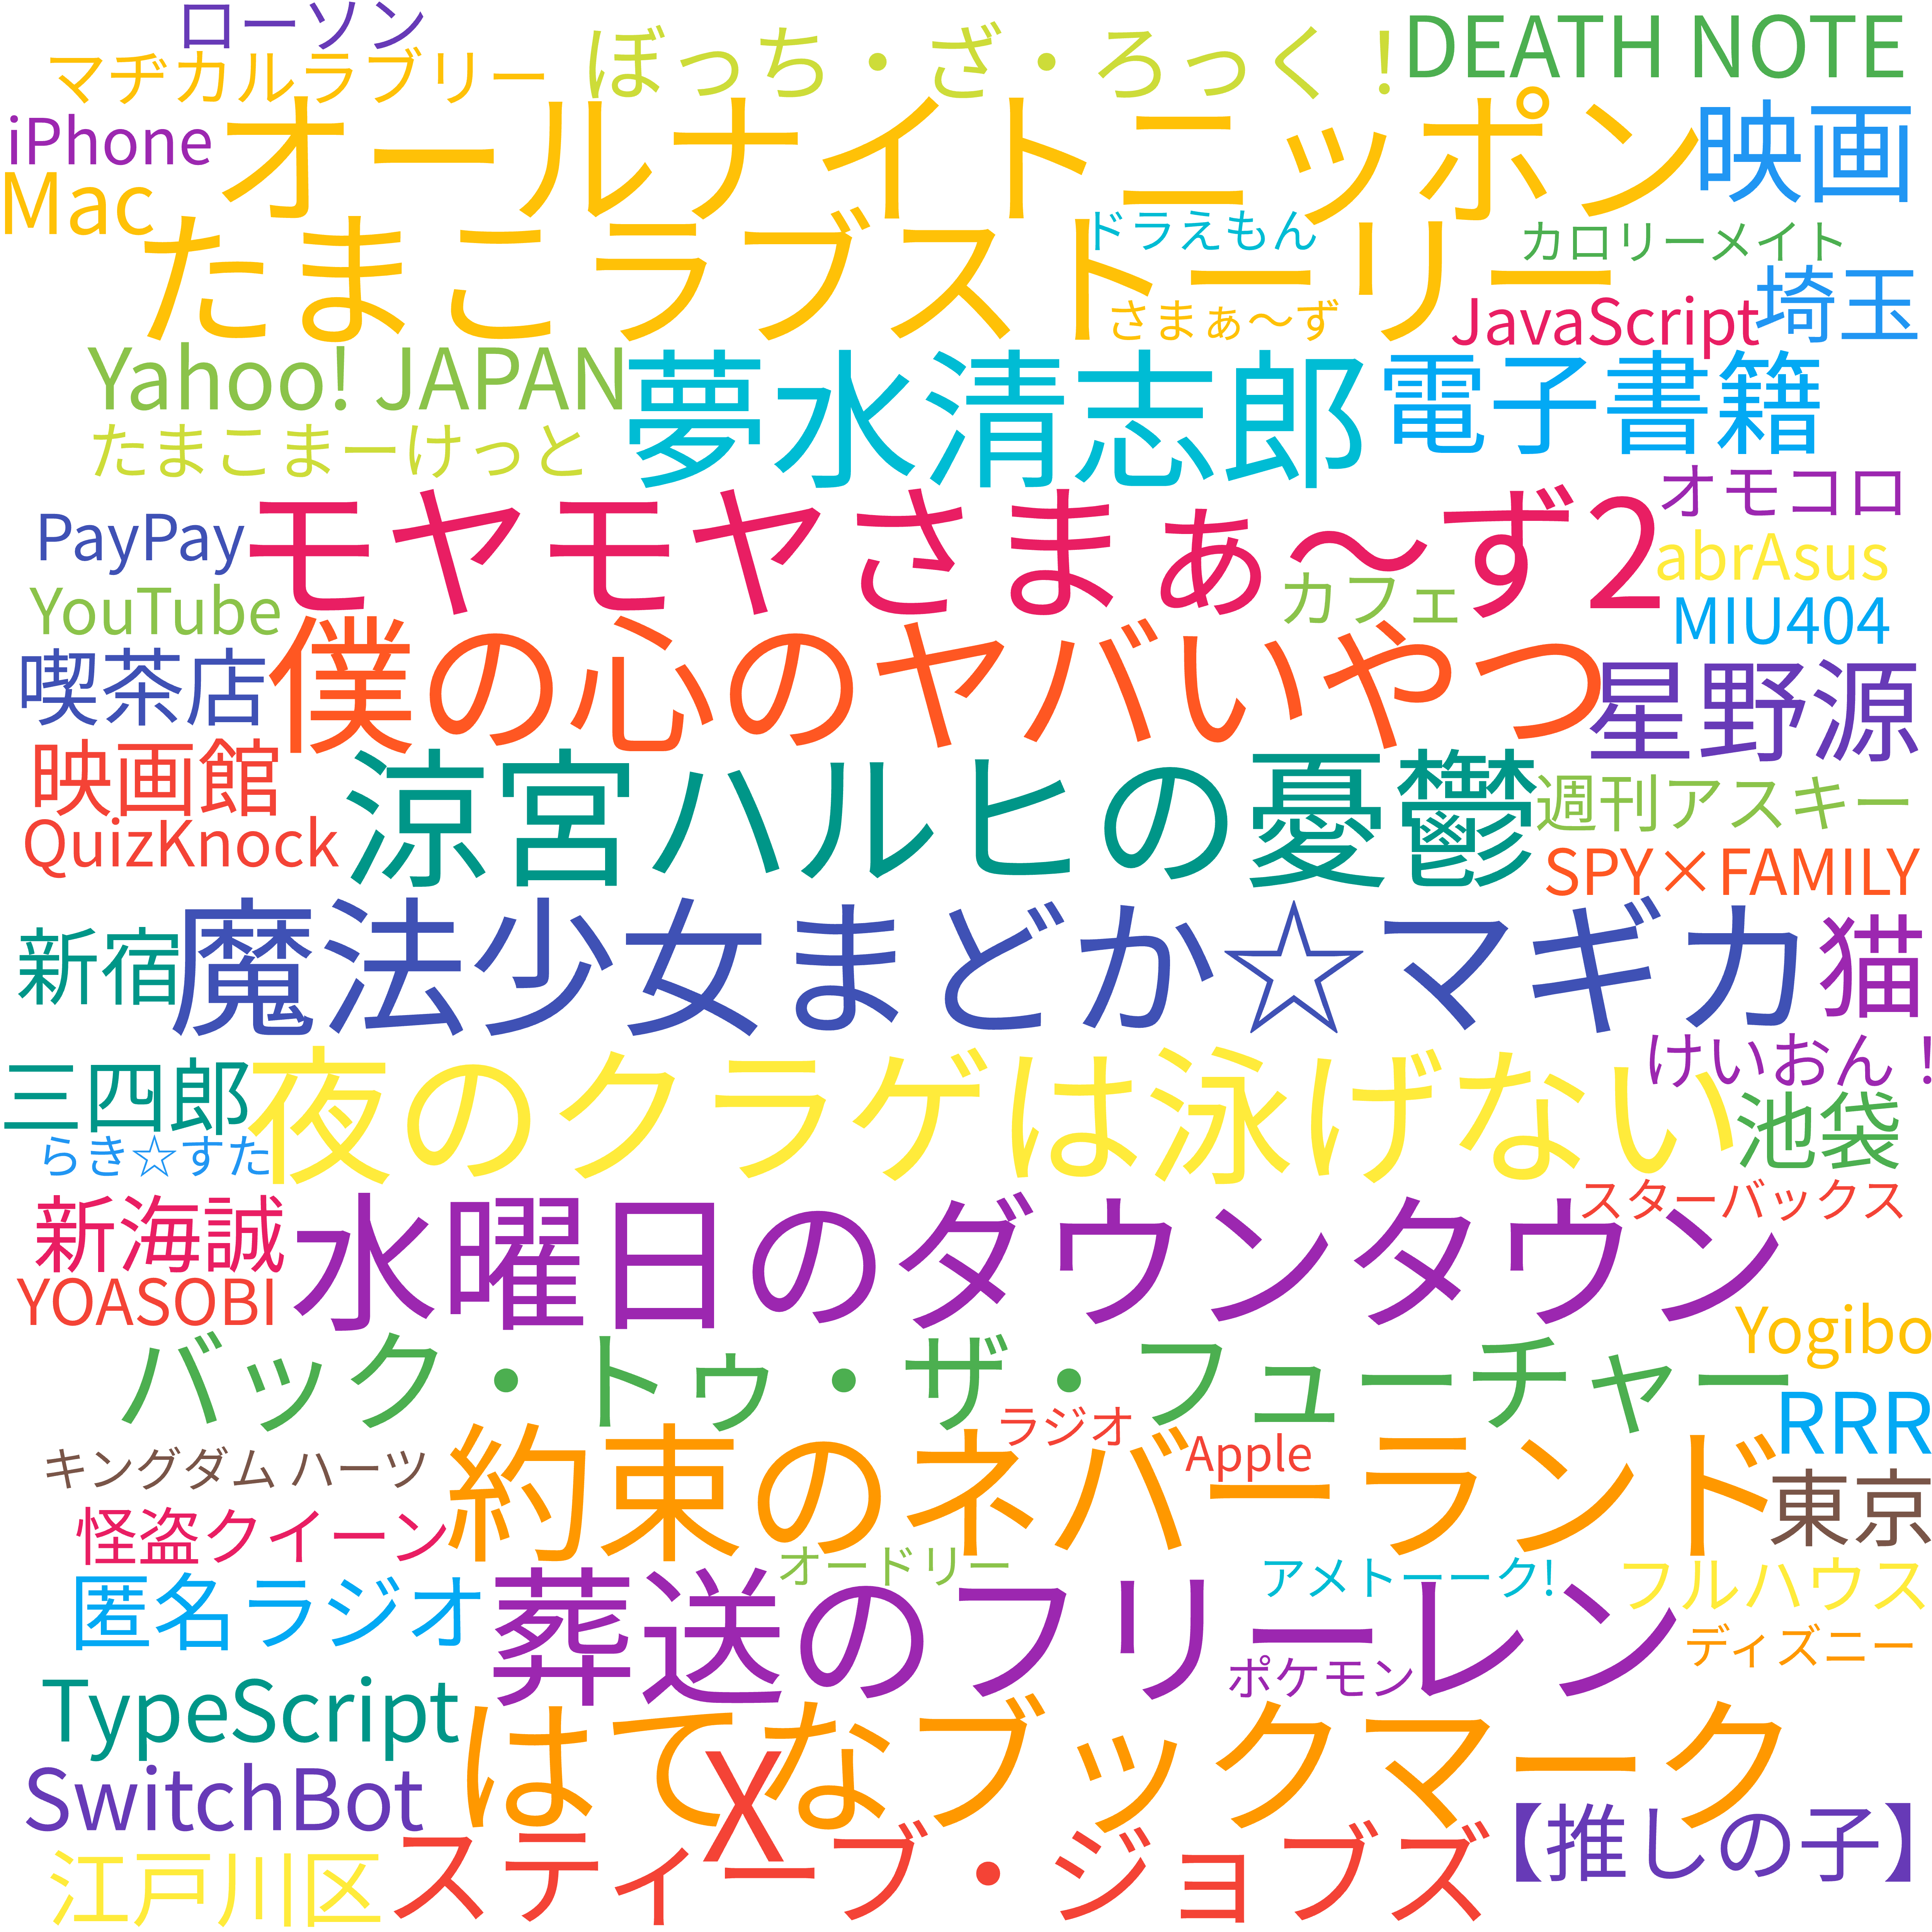 ローソン
マヂカルラブリー
ぼっち・ざ・ろっく！
DEATH NOTE
iPhone
オールナイトニッポン
映画
Mac
たまこラブストーリー
ドラえもん
カロリーメイト
さまぁ〜ず
JavaScript
埼玉
Yahoo! JAPAN
夢水清志郎
電子書籍
たまこまーけっと
オモコロ
PayPay
モヤモヤさまぁ〜ず2
abrAsus
カフェ
YouTube
MIU404
喫茶店
僕の心のヤバいやつ
星野源
映画館
涼宮ハルヒの憂鬱
週刊アスキー
QuizKnock
SPY×FAMILY
新宿
魔法少女まどか☆マギカ
猫
けいおん！
三四郎
夜のクラゲは泳げない
池袋
らき☆すた
スターバックス
新海誠
水曜日のダウンタウン
YOASOBI
Yogibo
バック・トゥ・ザ・フューチャー
RRR
ラジオ
Apple
キングダムハーツ
約束のネバーランド
東京
怪盗クイーン
オードリー
アメトーーク!
フルハウス
匿名ラジオ
葬送のフリーレン
ディズニー
ポケモン
TypeScript
はてなブックマーク
X
SwitchBot
【推しの子】
江戸川区
スティーブ・ジョブズ